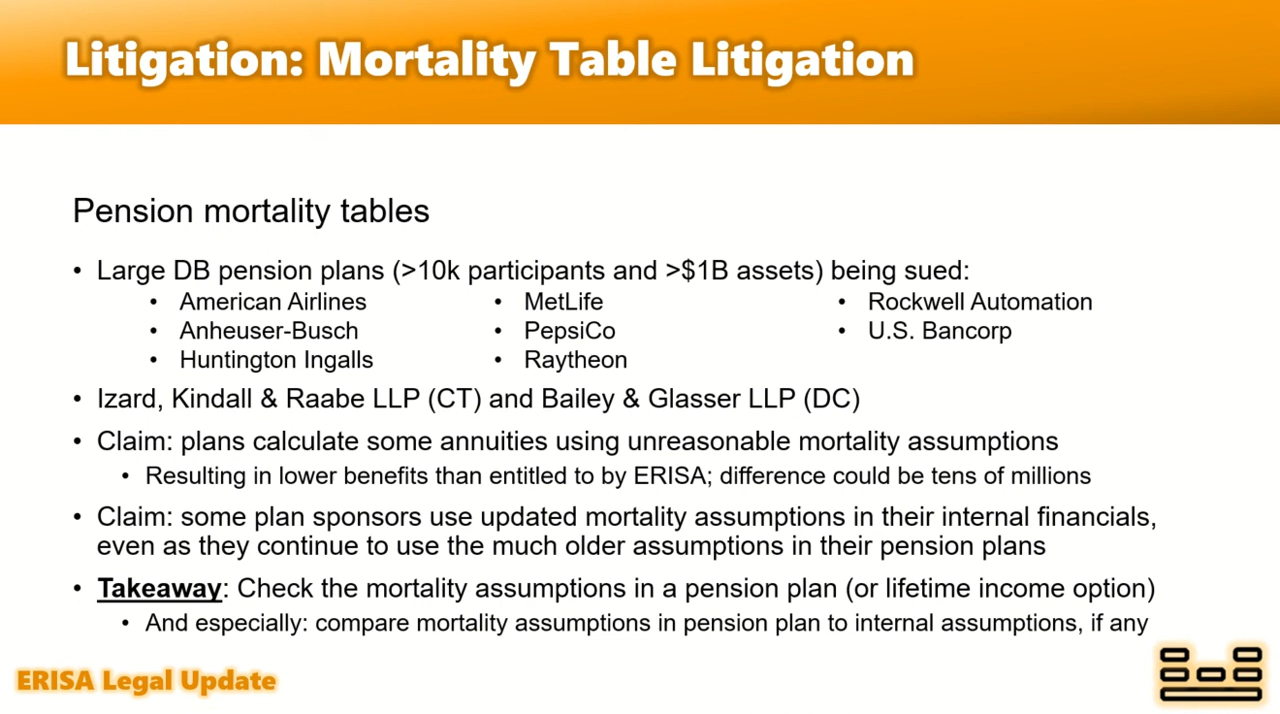 Litigation: Mortality Table Litigation
Pension mortality tables
• Large DB pension plans (>10k participants and >$1B assets) being sued:
• American Airlines
• Anheuser-Busch
• Huntington Ingalls
• MetLife
• PepsiCo
• Raytheon
• Rockwell Automation
• U.S. Bancorp
• Izard, Kindall & Raabe LLP (CT) and Bailey & Glasser LLP (DC)
• Claim: plans calculate some annuities using unreasonable mortality assumptions
• Resulting in lower benefits than entitled to by ERISA; difference could be tens of millions
• Claim: some plan sponsors use updated mortality assumptions in their internal financials,
even as they continue to use the much older assumptions in their pension plans
• Takeaway: Check the mortality assumptions in a pension plan (or lifetime income option)
• And especially: compare mortality assumptions in pension plan to internal assumptions, if any
ERISA Legal Update